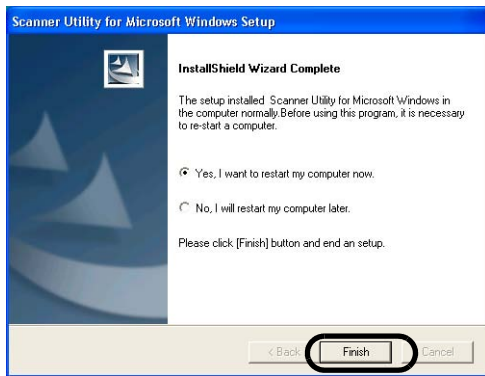 Scanner Utility for Microsoft Windows Setup
InstallShield Wizard Complete
The setup installed Scanner Utility for Microsoft Windows in
the computer normally.Before using this program, it is necessary
to re-start a computer.
Yes, I want to restart my computer now.
No, I will restart my computer later.
Please click [Finish] button and end an setup.
< Back Finish Cancel